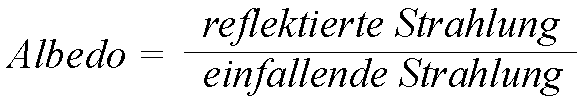 Albedo = reflektierte Strahlung
einfallende Strahlung